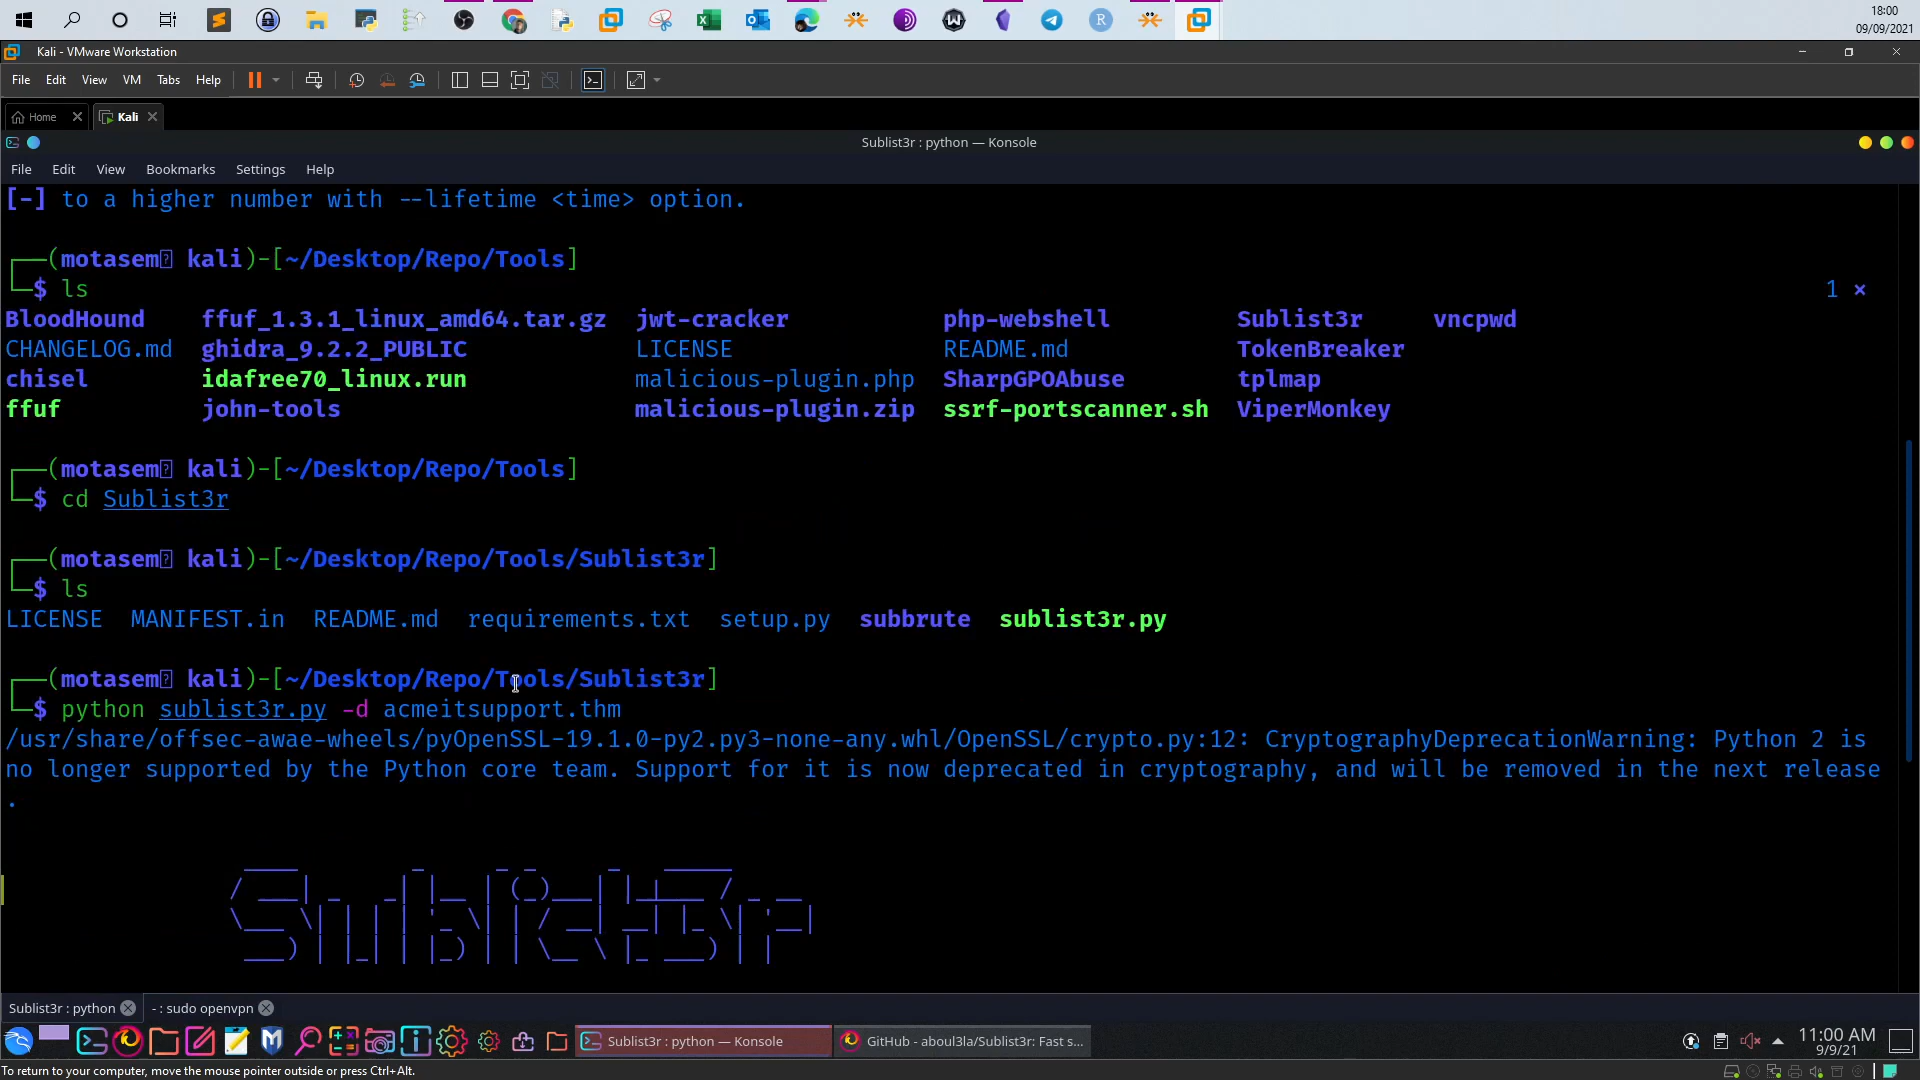 18:00
09/09/2021
Kali - VMware Workstation
File Edit View VM Tabs Help
Home Kali
Sublist3r : python — Konsole
File Edit View Bookmarks Settings Help
[-] to a higher number with --lifetime <time> option.
(motasem kali)-[~/Desktop/Repo/Tools]
$ ls
1 ×
BloodHound ffuf_1.3.1_linux_amd64.tar.gz jwt-cracker php-webshell Sublist3r vncpwd
CHANGELOG.md ghidra_9.2.2_PUBLIC LICENSE README.md TokenBreaker
chisel idafree70_linux.run malicious-plugin.php SharpGPOAbuse tplmap
ffuf john-tools malicious-plugin.zip ssrf-portscanner.sh ViperMonkey
(motasem kali)-[~/Desktop/Repo/Tools]
$ cd Sublist3r
(motasem kali)-[~/Desktop/Repo/Tools/Sublist3r]
$ ls
LICENSE MANIFEST.in README.md requirements.txt setup.py subbrute sublist3r.py
(motasem kali)-[~/Desktop/Repo/Tools/Sublist3r]
$ python sublist3r.py -d acmeitsupport.thm
/usr/share/offsec-awae-wheels/pyOpenSSL-19.1.0-py2.py3-none-any.whl/OpenSSL/crypto.py:12: CryptographyDeprecationWarning: Python 2 is
no longer supported by the Python core team. Support for it is now deprecated in cryptography, and will be removed in the next release
.
Sublist3r
Sublist3r : python - : sudo openvpn
Sublist3r : python — Konsole GitHub - aboul3la/Sublist3r: Fast s... 11:00 AM
9/9/21
To return to your computer, move the mouse pointer outside or press Ctrl+Alt.